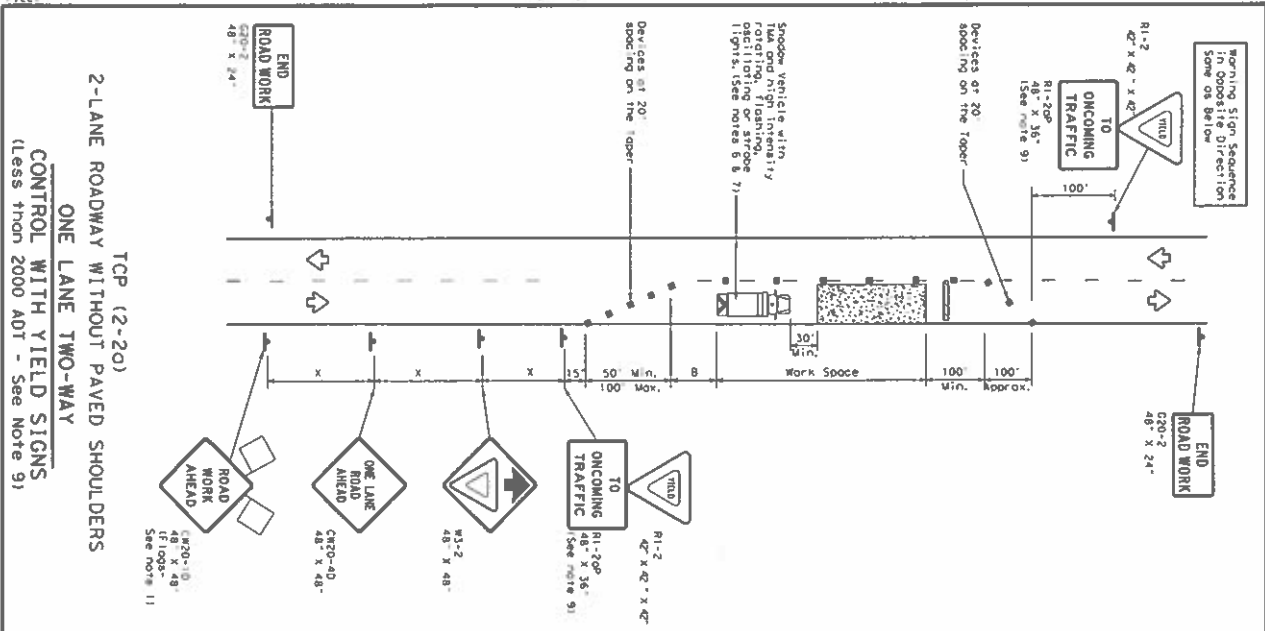 Warning Sign Sequence
in Opposite Direction
Same as Below
YIELD
R1-2
42" X 42" X 42"
TO
ONCOMING
TRAFFIC
R1-2aP
48" X 36"
(See note 9)
100'
Devices at 20'
spacing on the Taper
END
ROAD WORK
G20-2
48" X 24"
Shadow Vehicle with
TMA and high intensity
rotating, flashing,
oscillating or strobe
lights. (See notes 6 & 7)
30'
Min.
Work Space
100'
Min.
100'
Approx.
Devices at 20'
spacing on the Taper
B
50' Min.
100' Max.
15'
X
X
X
YIELD
R1-2
42" X 42" X 42"
TO
ONCOMING
TRAFFIC
R1-2aP
48" X 36"
(See note 9)
W3-2
48" X 48"
ONE LANE
ROAD
AHEAD
CW20-4D
48" X 48"
ROAD
WORK
AHEAD
CW20-1D
48" X 48"
(Flags-
See note 1)
END
ROAD WORK
G20-2
48" X 24"
TCP (2-2a)
2-LANE ROADWAY WITHOUT PAVED SHOULDERS
ONE LANE TWO-WAY
CONTROL WITH YIELD SIGNS
(Less than 2000 ADT - See Note 9)